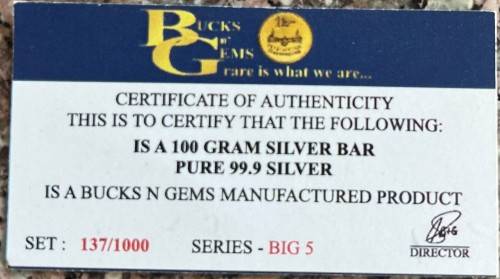 BUCKS
n'
GEMS
rare is what we are...
CERTIFICATE OF AUTHENTICITY
THIS IS TO CERTIFY THAT THE FOLLOWING:
IS A 100 GRAM SILVER BAR
PURE 99.9 SILVER
IS A BUCKS N GEMS MANUFACTURED PRODUCT
SET : 137/1000 SERIES - BIG 5
DIRECTOR